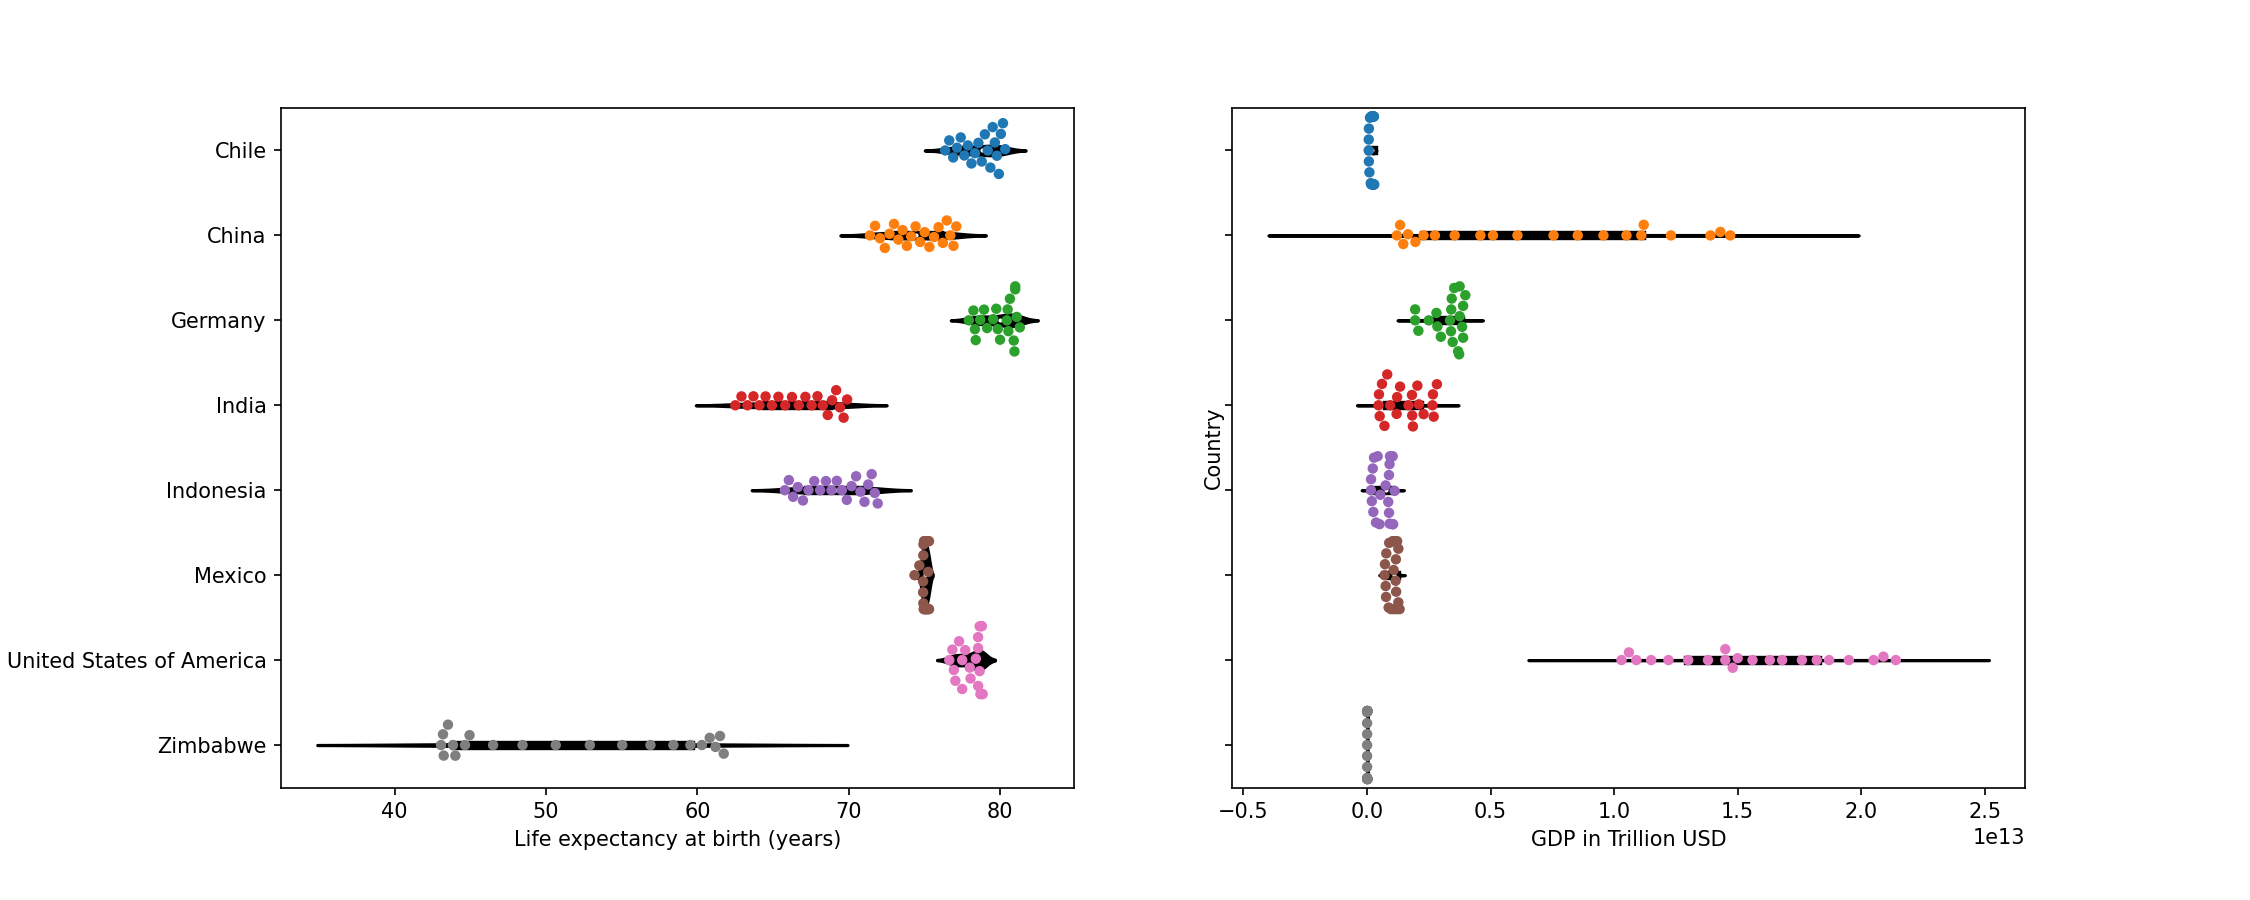 Chile
China
Germany
India
Indonesia
Mexico
United States of America
Zimbabwe
40 50 60 70 80
Life expectancy at birth (years)
Country
−0.5 0.0 0.5 1.0 1.5 2.0 2.5
1e13
GDP in Trillion USD